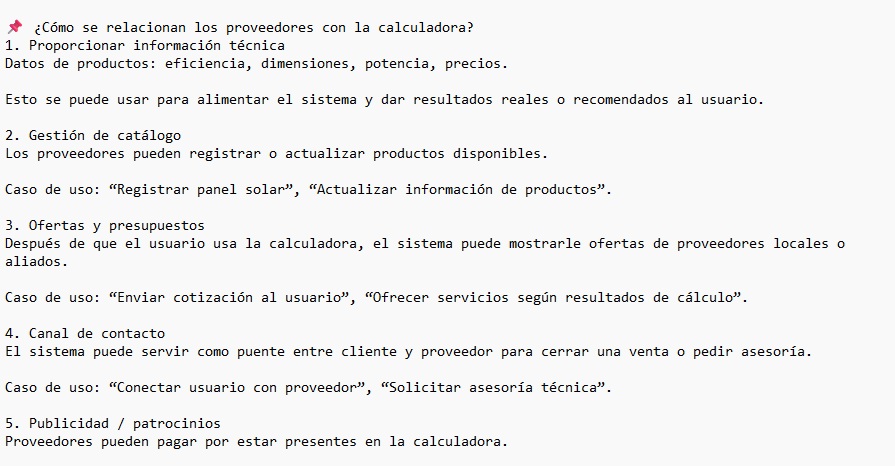 📌 ¿Cómo se relacionan los proveedores con la calculadora?
1. Proporcionar información técnica
Datos de productos: eficiencia, dimensiones, potencia, precios.
Esto se puede usar para alimentar el sistema y dar resultados reales o recomendados al usuario.
2. Gestión de catálogo
Los proveedores pueden registrar o actualizar productos disponibles.
Caso de uso: “Registrar panel solar”, “Actualizar información de productos”.
3. Ofertas y presupuestos
Después de que el usuario usa la calculadora, el sistema puede mostrarle ofertas de proveedores locales o
aliados.
Caso de uso: “Enviar cotización al usuario”, “Ofrecer servicios según resultados de cálculo”.
4. Canal de contacto
El sistema puede servir como puente entre cliente y proveedor para cerrar una venta o pedir asesoría.
Caso de uso: “Conectar usuario con proveedor”, “Solicitar asesoría técnica”.
5. Publicidad / patrocinios
Proveedores pueden pagar por estar presentes en la calculadora.